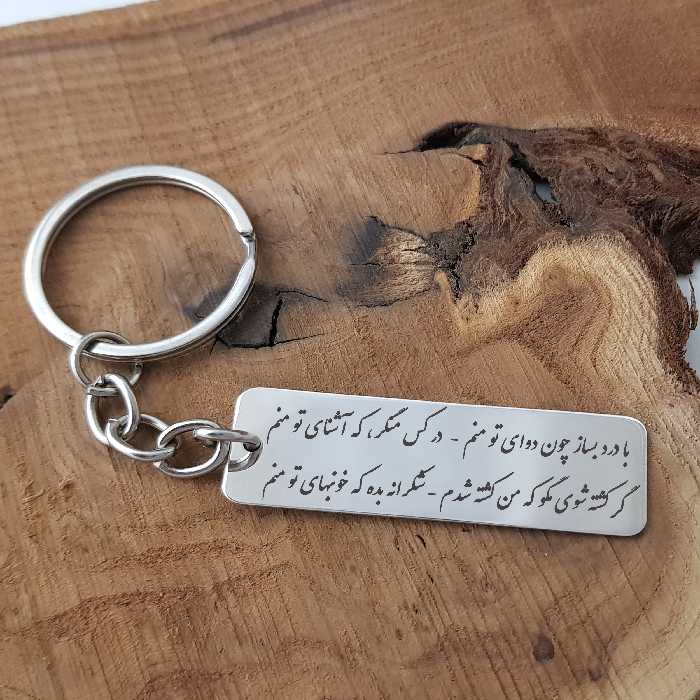 با درد بساز چون دوای تو منم - در کس منگر، که آشنای تو منم
گر کشته شوی مگو که من کشته شدم - شکرانه بده که خونبهای تو منم